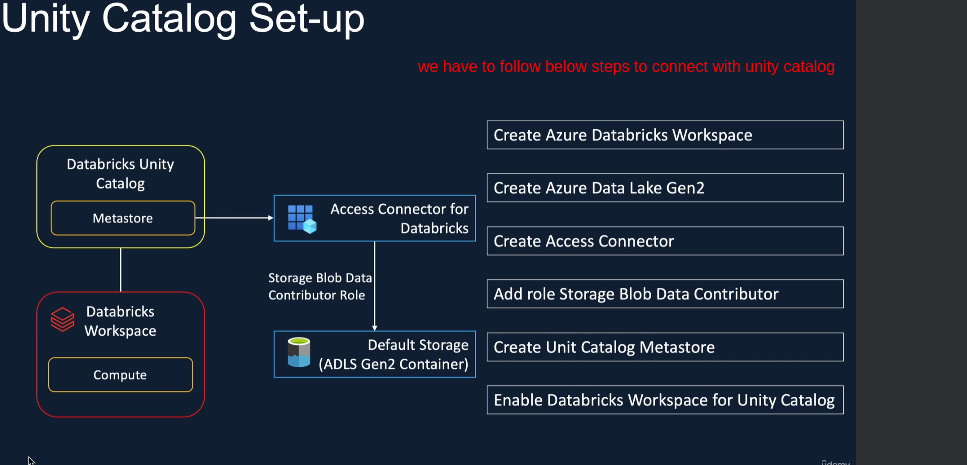 Unity Catalog Set-up
we have to follow below steps to connect with unity catalog
Databricks Unity
Catalog
Metastore
Databricks
Workspace
Compute
Access Connector for
Databricks
Storage Blob Data
Contributor Role
Default Storage
(ADLS Gen2 Container)
Create Azure Databricks Workspace
Create Azure Data Lake Gen2
Create Access Connector
Add role Storage Blob Data Contributor
Create Unit Catalog Metastore
Enable Databricks Workspace for Unity Catalog